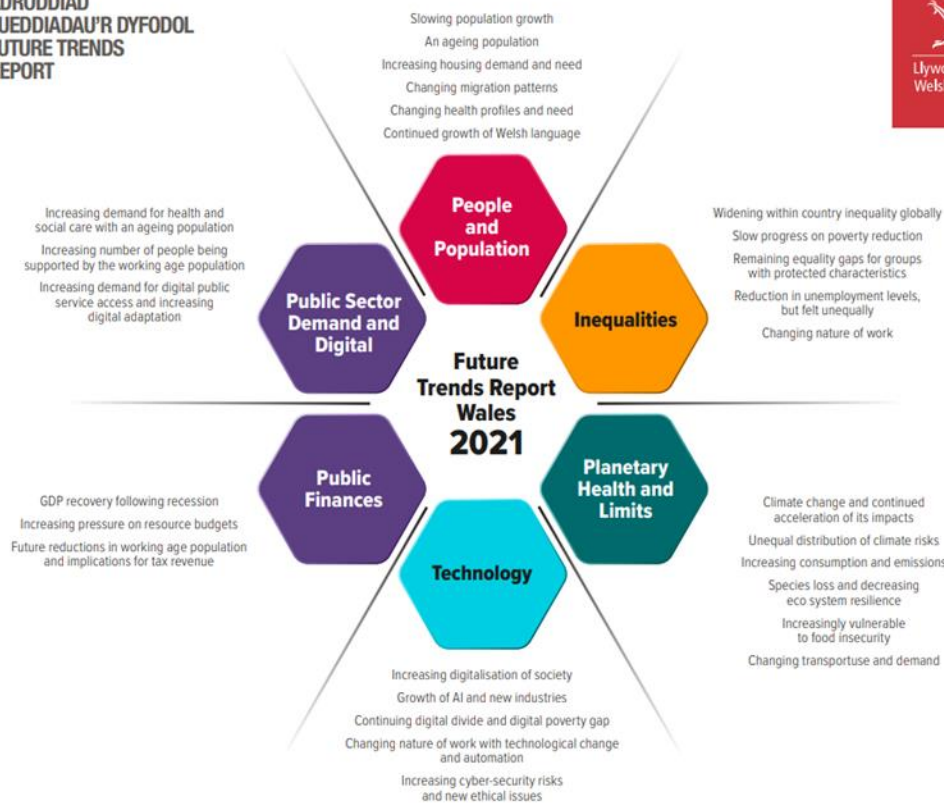 UEDDIADAU'R DYFODOL
UTURE TRENDS
EPORT
Slowing population growth
An ageing population
Increasing housing demand and need
Changing migration patterns
Changing health profiles and need
Continued growth of Welsh language
People
and
Population
Increasing demand for health and
social care with an ageing population
Increasing number of people being
supported by the working age population
Increasing demand for digital public
service access and increasing
digital adaptation
Public Sector
Demand and
Digital
Widening within country inequality globally
Slow progress on poverty reduction
Remaining equality gaps for groups
with protected characteristics
Reduction in unemployment levels,
but felt unequally
Changing nature of work
Inequalities
Future
Trends Report
Wales
2021
GDP recovery following recession
Increasing pressure on resource budgets
Future reductions in working age population
and implications for tax revenue
Public
Finances
Planetary
Health and
Limits
Climate change and continued
acceleration of its impacts
Unequal distribution of climate risks
Increasing consumption and emissions
Species loss and decreasing
eco system resilience
Increasingly vulnerable
to food insecurity
Changing transportuse and demand
Technology
Increasing digitalisation of society
Growth of AI and new industries
Continuing digital divide and digital poverty gap
Changing nature of work with technological change
and automation
Increasing cyber-security risks
and new ethical issues